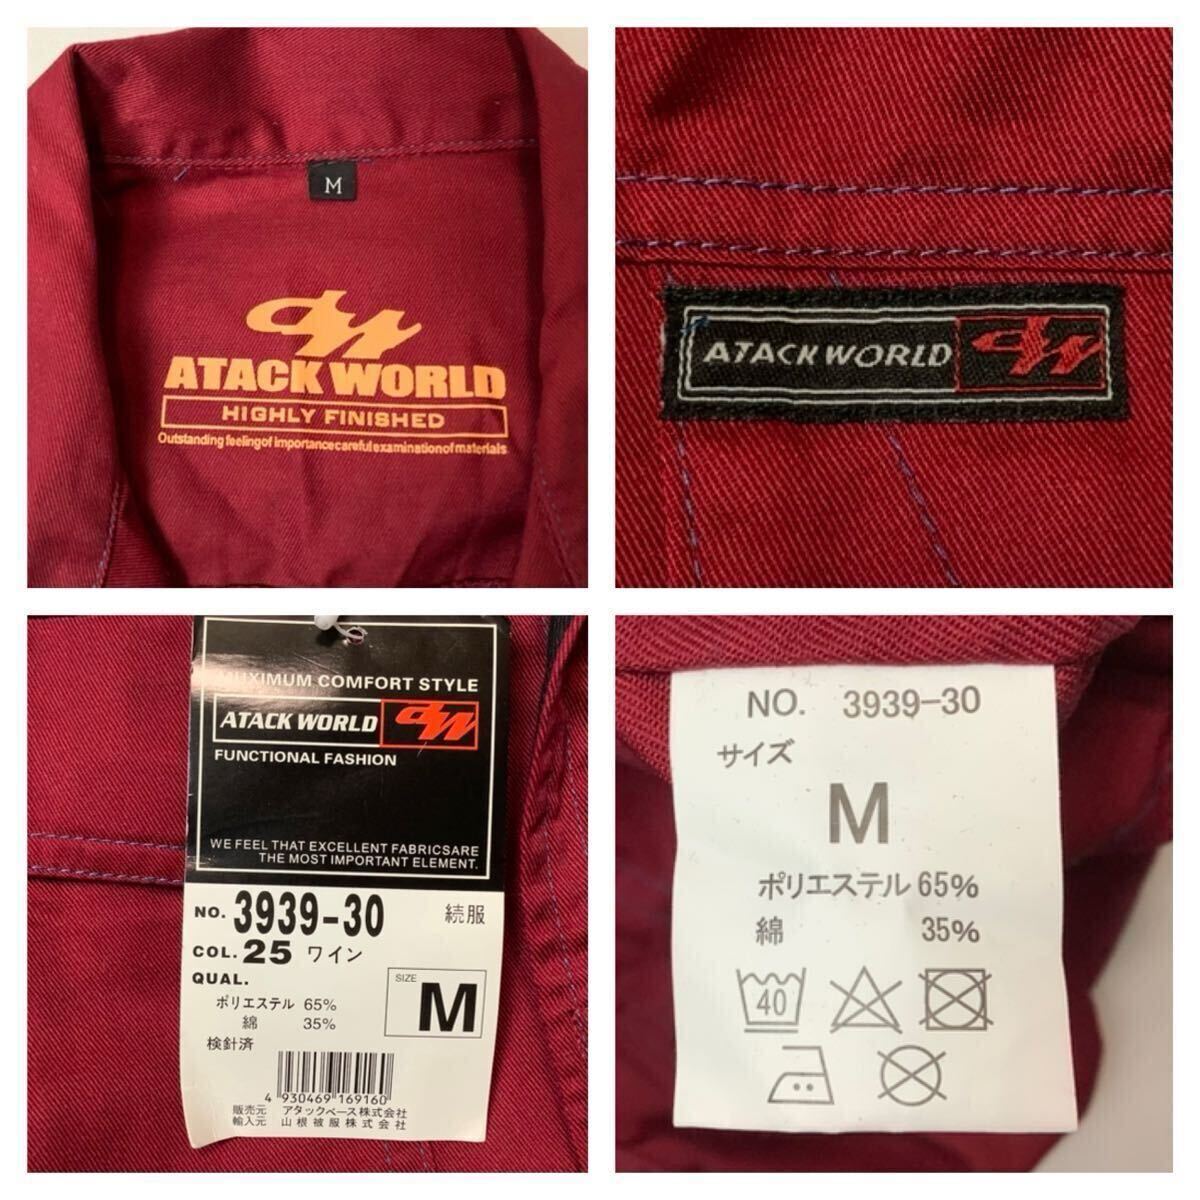 M
ATACK WORLD
HIGHLY FINISHED
Outstanding feelingof importancecarefulexaminationofmaterials
ATACK WORLD
MUXIMUM COMFORT STYLE
ATACK WORLD
FUNCTIONAL FASHION
WE FEEL THAT EXCELLENT FABRICSARE
THE MOST IMPORTANT ELEMENT.
NO. 3939-30 続服
COL. 25 ワイン
QUAL.
ポリエステル 65%
綿 35%
検針済
SIZE
M
4 930469 169160
販売元 アタックベース株式会社
輸入元 山根被服株式会社
NO. 3939-30
サイズ
M
ポリエステル 65%
綿 35%
40